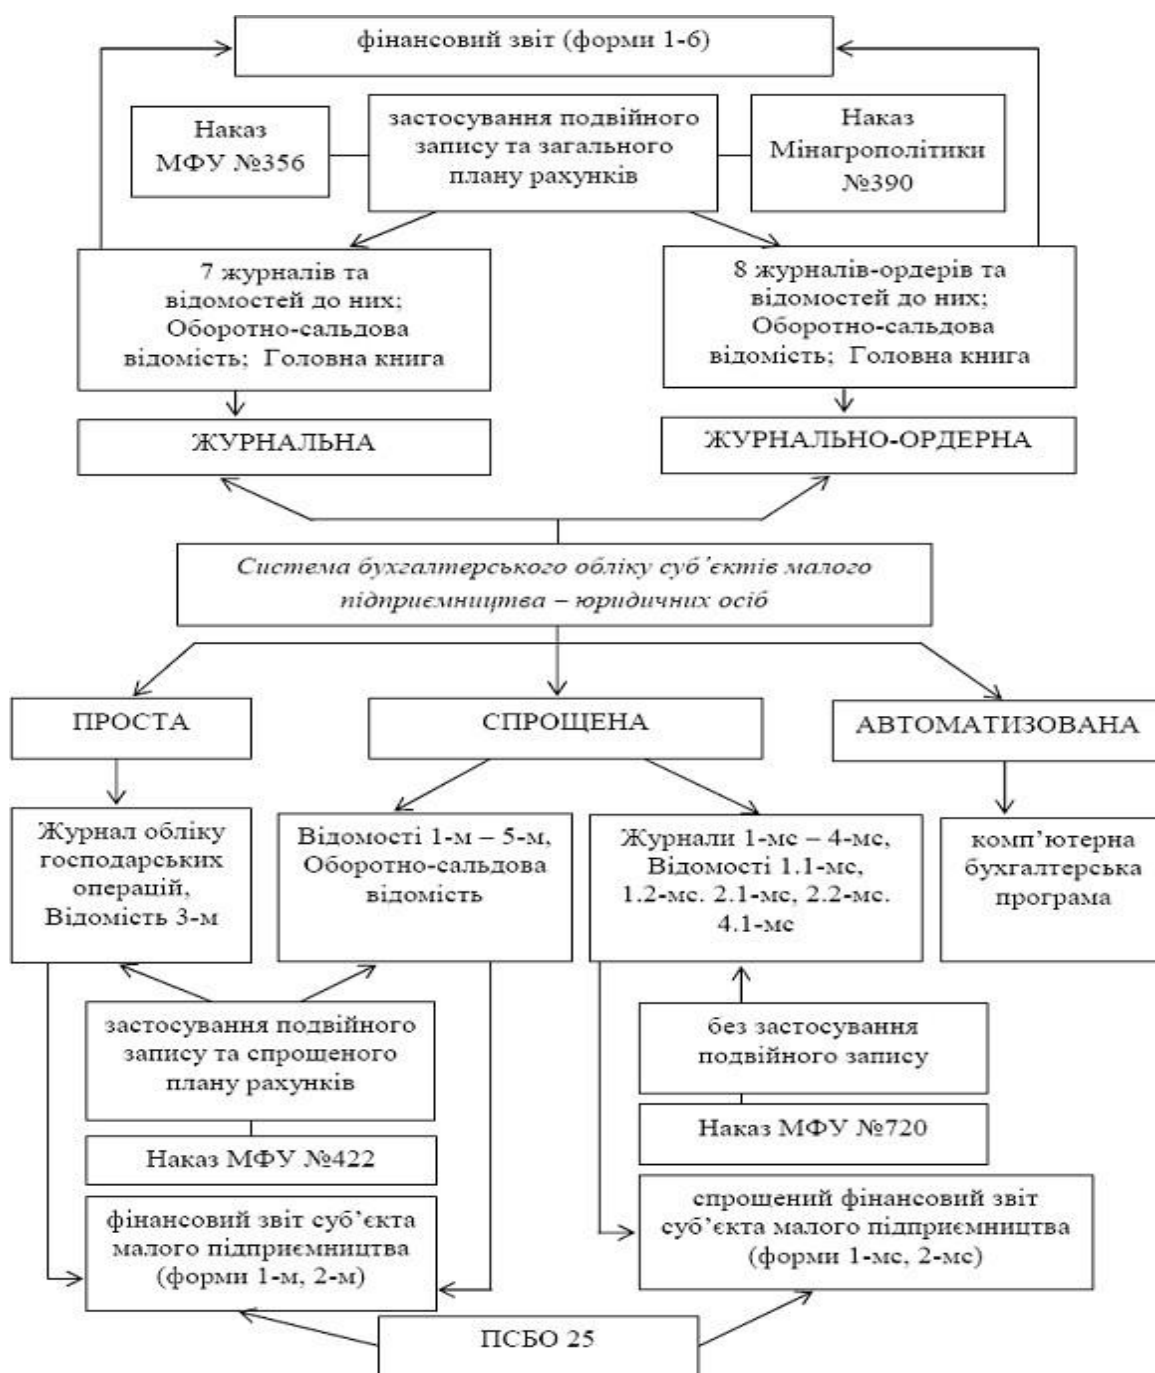 фінансовий звіт (форми 1-6)
Наказ
МФУ №356
застосування подвійного
запису та загального
плану рахунків
Наказ
Мінагрополітики
№390
7 журналів та
відомостей до них;
Оборотно-сальдова
відомість; Головна книга
8 журналів-ордерів та
відомостей до них;
Оборотно-сальдова
відомість; Головна книга
ЖУРНАЛЬНА
ЖУРНАЛЬНО-ОРДЕРНА
Система бухгалтерського обліку суб’єктів малого
підприємництва – юридичних осіб
ПРОСТА
СПРОЩЕНА
АВТОМАТИЗОВАНА
Журнал обліку
господарських
операцій,
Відомість 3-м
Відомості 1-м – 5-м,
Оборотно-сальдова
відомість
Журнали 1-мс – 4-мс,
Відомості 1.1-мс,
1.2-мс. 2.1-мс, 2.2-мс.
4.1-мс
комп’ютерна
бухгалтерська
програма
застосування подвійного
запису та спрощеного
плану рахунків
без застосування
подвійного запису
Наказ МФУ №422
Наказ МФУ №720
фінансовий звіт суб’єкта
малого підприємництва
(форми 1-м, 2-м)
спрощений фінансовий звіт
суб’єкта малого підприємництва
(форми 1-мс, 2-мс)
ПСБО 25